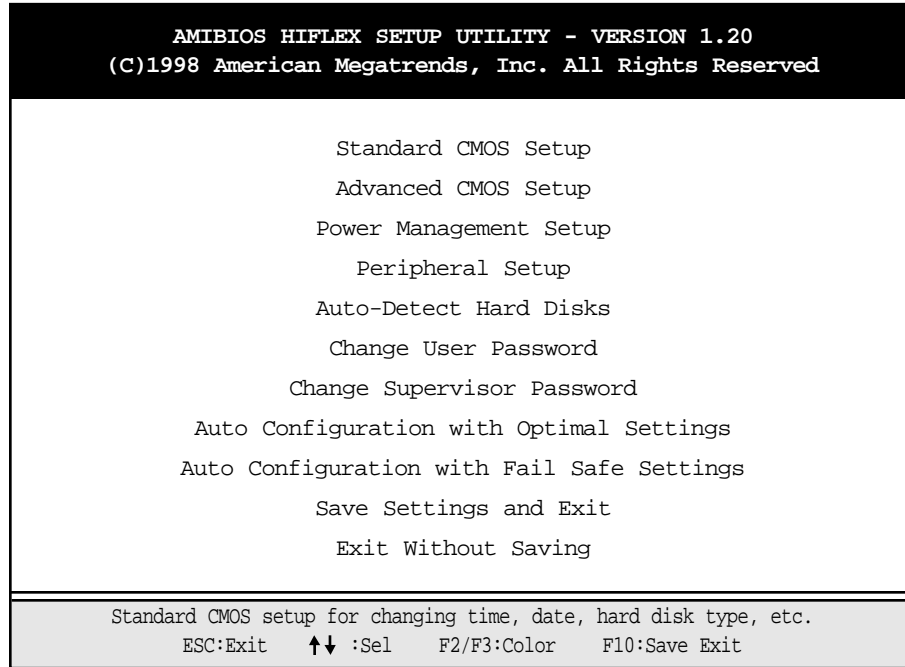 AMIBIOS HIFLEX SETUP UTILITY - VERSION 1.20
(C)1998 American Megatrends, Inc. All Rights Reserved
Standard CMOS Setup
Advanced CMOS Setup
Power Management Setup
Peripheral Setup
Auto-Detect Hard Disks
Change User Password
Change Supervisor Password
Auto Configuration with Optimal Settings
Auto Configuration with Fail Safe Settings
Save Settings and Exit
Exit Without Saving
Standard CMOS setup for changing time, date, hard disk type, etc.
ESC:Exit ↑↓ :Sel F2/F3:Color F10:Save Exit